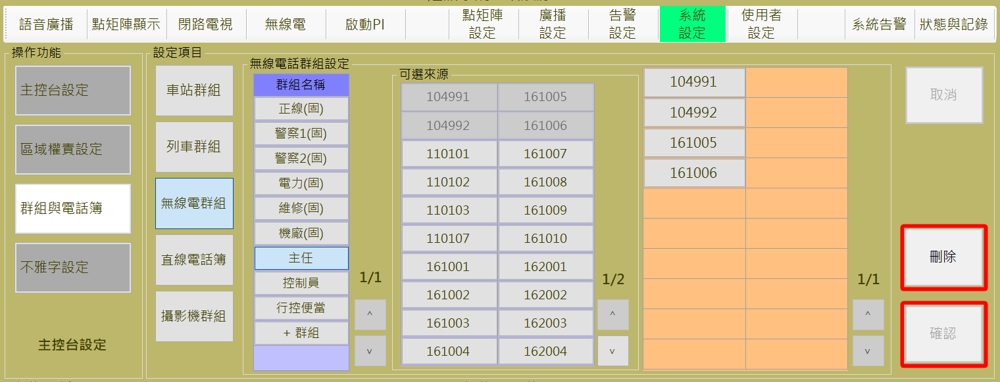 語音廣播
點矩陣顯示
閉路電視
無線電
啟動PI
點矩陣
設定
廣播
設定
告警
設定
系統
設定
使用者
設定
系統告警
狀態與記錄
操作功能
主控台設定
區域權責設定
群組與電話簿
不雅字設定
主控台設定
設定項目
車站群組
列車群組
無線電群組
直線電話簿
攝影機群組
無線電話群組設定
群組名稱
正線(固)
警察1(固)
警察2(固)
電力(固)
維修(固)
機廠(固)
主任
控制員
行控便當
+ 群組
1/1
^
v
可選來源
104991 161005
104992 161006
110101 161007
110102 161008
110103 161009
110107 161010
161001 162001
161002 162002
161003 162003
161004 162004
1/2
^
v
104991
104992
161005
161006
1/1
^
v
取消
刪除
確認